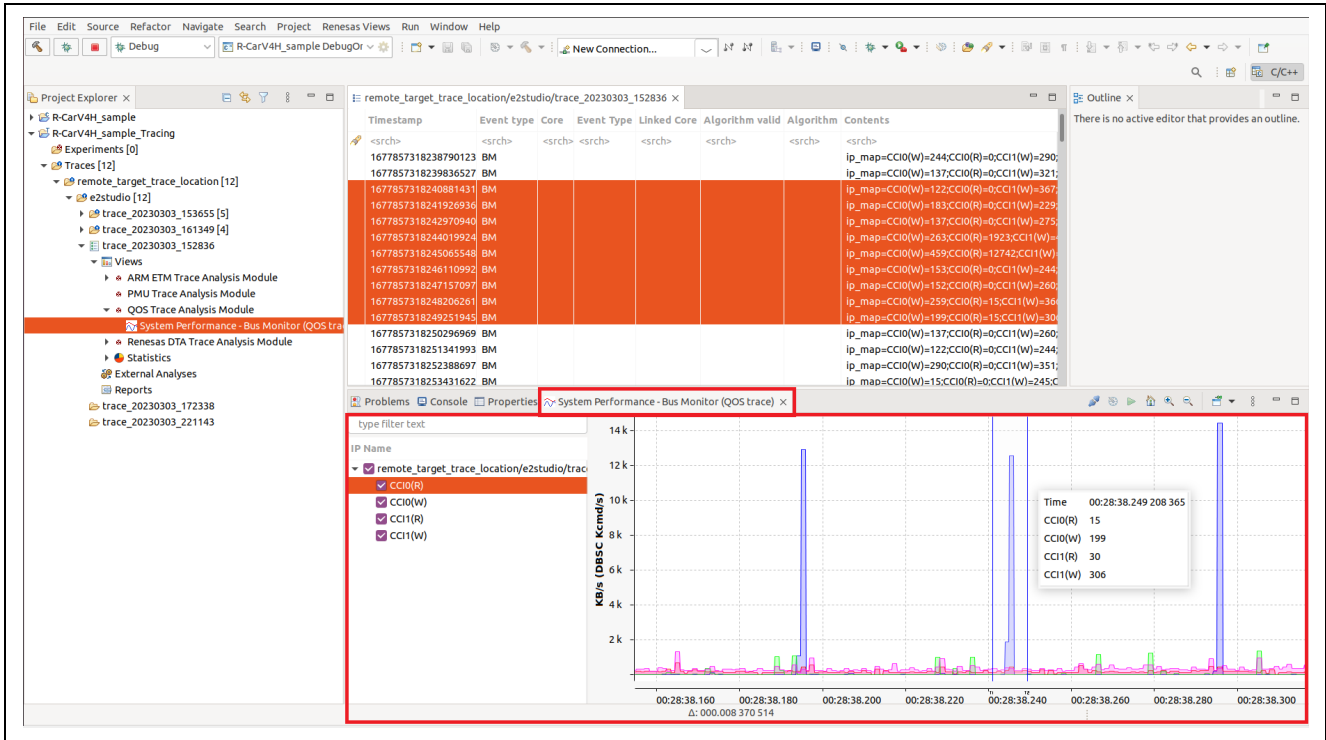 File Edit Source Refactor Navigate Search Project Renesas Views Run Window Help
Debug R-CarV4H_sample DebugOr New Connection...
C/C++
Project Explorer
R-CarV4H_sample
R-CarV4H_sample_Tracing
Experiments [0]
Traces [12]
remote_target_trace_location [12]
e2studio [12]
trace_20230303_153655 [5]
trace_20230303_161349 [4]
trace_20230303_152836
Views
ARM ETM Trace Analysis Module
PMU Trace Analysis Module
QOS Trace Analysis Module
System Performance - Bus Monitor (QOS tra
Renesas DTA Trace Analysis Module
Statistics
External Analyses
Reports
trace_20230303_172338
trace_20230303_221143
remote_target_trace_location/e2studio/trace_20230303_152836
Timestamp Event type Core Event Type Linked Core Algorithm valid Algorithm Contents
<srch> <srch> <srch> <srch> <srch> <srch> <srch> <srch>
1677857318238790123 BM ip_map=CCI0(W)=244;CCI0(R)=0;CCI1(W)=290;
1677857318239836527 BM ip_map=CCI0(W)=137;CCI0(R)=0;CCI1(W)=321;
1677857318240881431 BM ip_map=CCI0(W)=122;CCI0(R)=0;CCI1(W)=367;
1677857318241926936 BM ip_map=CCI0(W)=183;CCI0(R)=0;CCI1(W)=229;
1677857318242970940 BM ip_map=CCI0(W)=137;CCI0(R)=0;CCI1(W)=275;
1677857318244019924 BM ip_map=CCI0(W)=263;CCI0(R)=1923;CCI1(W)=
1677857318245065548 BM ip_map=CCI0(W)=459;CCI0(R)=12742;CCI1(W)
1677857318246110992 BM ip_map=CCI0(W)=153;CCI0(R)=0;CCI1(W)=244;
1677857318247157097 BM ip_map=CCI0(W)=152;CCI0(R)=0;CCI1(W)=260;
1677857318248206261 BM ip_map=CCI0(W)=259;CCI0(R)=15;CCI1(W)=36
1677857318249251945 BM ip_map=CCI0(W)=199;CCI0(R)=15;CCI1(W)=30
1677857318250296969 BM ip_map=CCI0(W)=137;CCI0(R)=0;CCI1(W)=260;
1677857318251341993 BM ip_map=CCI0(W)=122;CCI0(R)=0;CCI1(W)=244;
1677857318252388697 BM ip_map=CCI0(W)=290;CCI0(R)=0;CCI1(W)=351;
1677857318253431622 BM ip_map=CCI0(W)=15;CCI0(R)=0;CCI1(W)=245;C
Outline
There is no active editor that provides an outline.
Problems Console Properties System Performance - Bus Monitor (QOS trace)
type filter text
IP Name
remote_target_trace_location/e2studio/trac
CCI0(R)
CCI0(W)
CCI1(R)
CCI1(W)
KB/s (DBSC Kcmd/s)
14 k
12 k
10 k
8 k
6 k
4 k
2 k
Time 00:28:38.249 208 365
CCI0(R) 15
CCI0(W) 199
CCI1(R) 30
CCI1(W) 306
00:28:38.160 00:28:38.180 00:28:38.200 00:28:38.220 00:28:38.240 00:28:38.260 00:28:38.280 00:28:38.300
Δ: 000.008 370 514